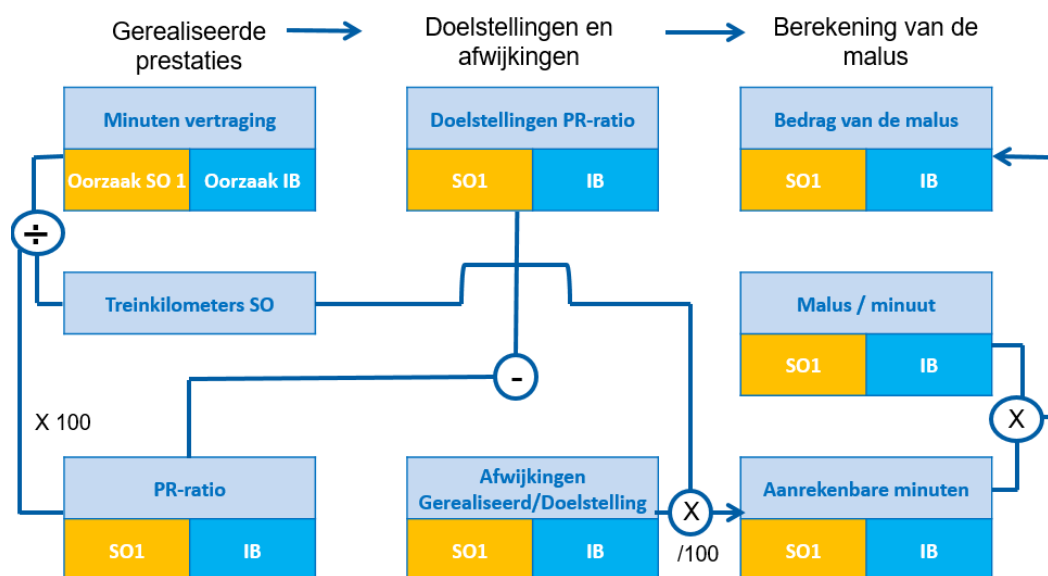 Gerealiseerde
prestaties
Doelstellingen en
afwijkingen
Berekening van de
malus
Minuten vertraging
Oorzaak SO 1
Oorzaak IB
Doelstellingen PR-ratio
SO1
IB
Bedrag van de malus
SO1
IB
÷
Treinkilometers SO
Malus / minuut
SO1
IB
-
X 100
X
PR-ratio
SO1
IB
Afwijkingen
Gerealiseerd/Doelstelling
SO1
IB
X
/100
Aanrekenbare minuten
SO1
IB